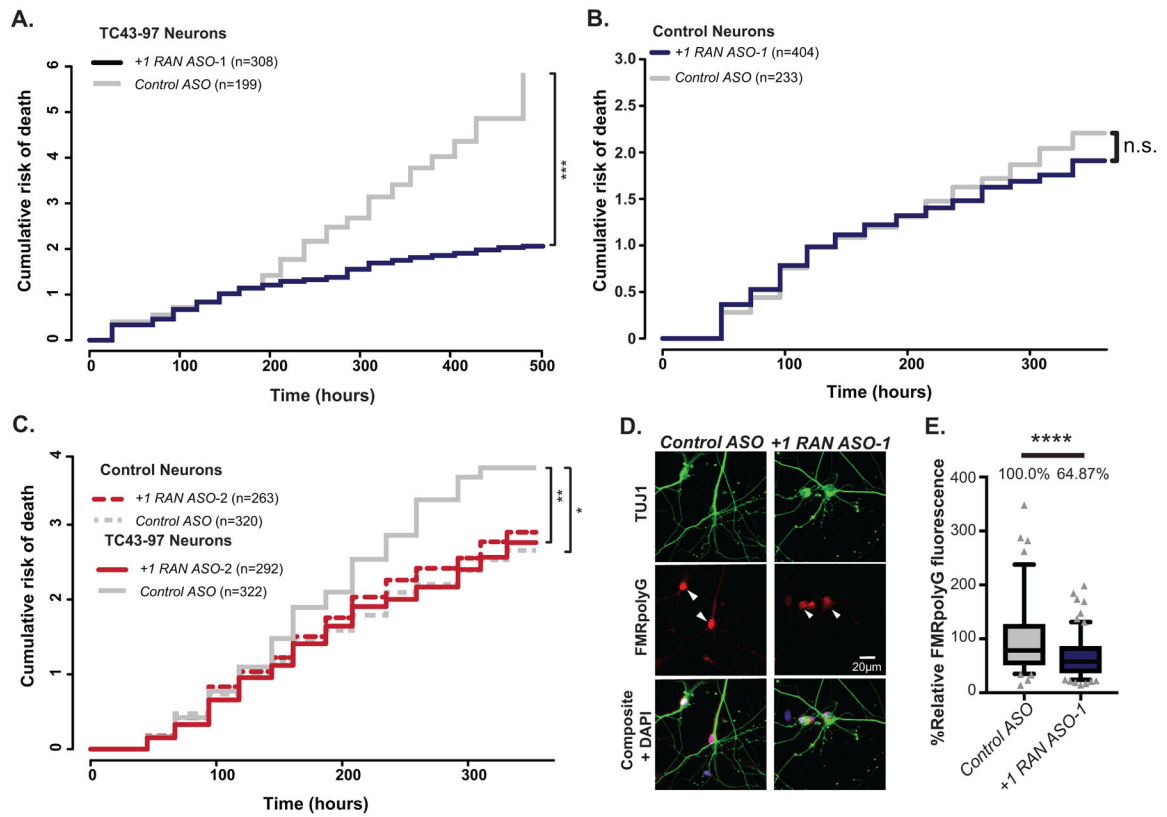 A.
TC43-97 Neurons
+1 RAN ASO-1 (n=308)
Control ASO (n=199)
Cumulative risk of death
6
5
4
3
2
1
0
***
0 100 200 300 400 500
Time (hours)
B.
Control Neurons
+1 RAN ASO-1 (n=404)
Control ASO (n=233)
Cumulative risk of death
3.0
2.5
2.0
1.5
1.0
0.5
0.0
n.s.
0 100 200 300
Time (hours)
C.
Control Neurons
+1 RAN ASO-2 (n=263)
Control ASO (n=320)
TC43-97 Neurons
+1 RAN ASO-2 (n=292)
Control ASO (n=322)
Cumulative risk of death
4
3
2
1
0
**
*
0 100 200 300
Time (hours)
D.
Control ASO +1 RAN ASO-1
TUJ1
FMRpolyG
20μm
Composite
+ DAPI
E.
****
100.0% 64.87%
%Relative FMRpolyG fluorescence
400
300
200
100
0
Control ASO
+1 RAN ASO-1